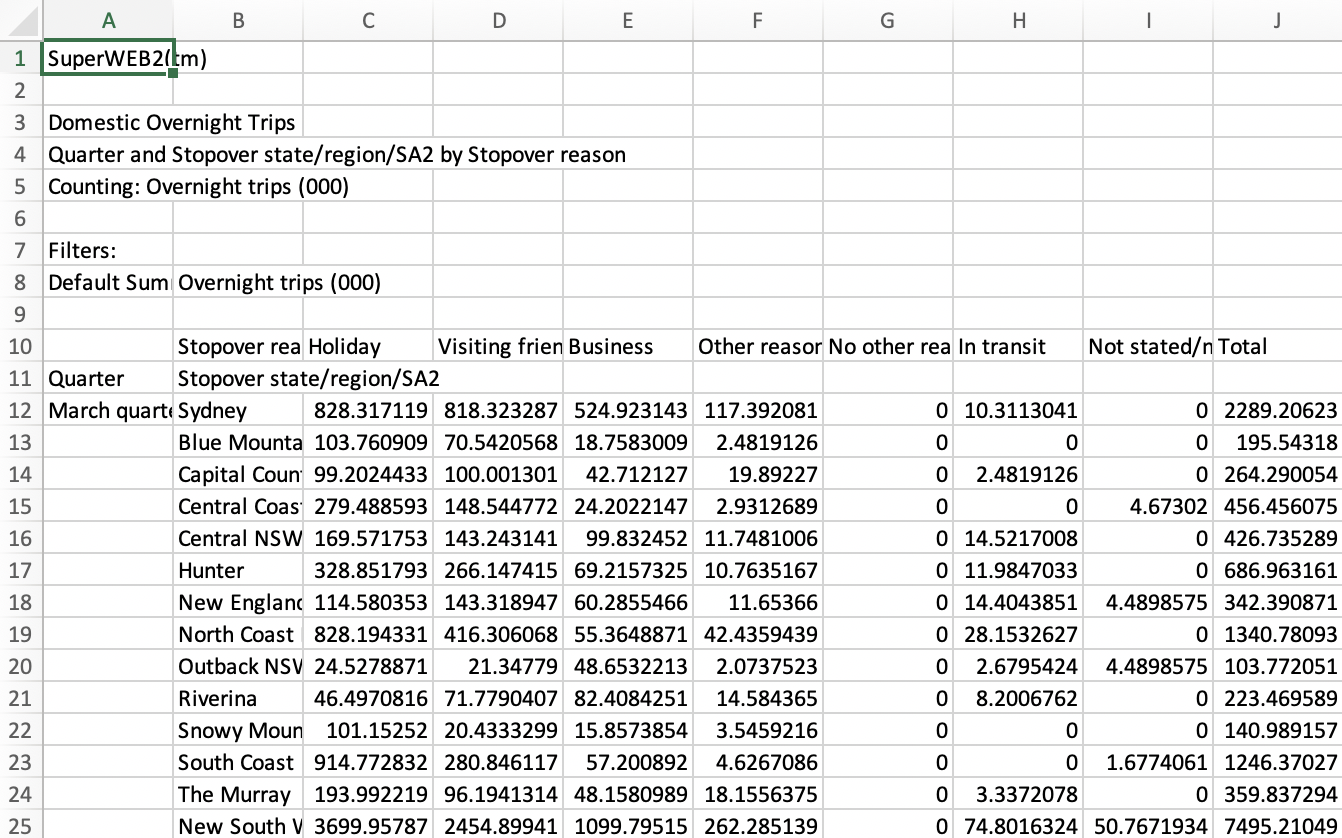 A B C D E F G H I J
1 SuperWEB2(tm)
2
3 Domestic Overnight Trips
4 Quarter and Stopover state/region/SA2 by Stopover reason
5 Counting: Overnight trips (000)
6
7 Filters:
8 Default Sum Overnight trips (000)
9
10 Stopover rea Holiday Visiting frien Business Other reason No other rea In transit Not stated/n Total
11 Quarter Stopover state/region/SA2
12 March quarte Sydney 828.317119 818.323287 524.923143 117.392081 0 10.3113041 0 2289.20623
13 Blue Mounta 103.760909 70.5420568 18.7583009 2.4819126 0 0 0 195.54318
14 Capital Coun 99.2024433 100.001301 42.712127 19.89227 0 2.4819126 0 264.290054
15 Central Coas 279.488593 148.544772 24.2022147 2.9312689 0 0 4.67302 456.456075
16 Central NSW 169.571753 143.243141 99.832452 11.7481006 0 14.5217008 0 426.735289
17 Hunter 328.851793 266.147415 69.2157325 10.7635167 0 11.9847033 0 686.963161
18 New England 114.580353 143.318947 60.2855466 11.65366 0 14.4043851 4.4898575 342.390871
19 North Coast 828.194331 416.306068 55.3648871 42.4359439 0 28.1532627 0 1340.78093
20 Outback NSW 24.5278871 21.34779 48.6532213 2.0737523 0 2.6795424 4.4898575 103.772051
21 Riverina 46.4970816 71.7790407 82.4084251 14.584365 0 8.2006762 0 223.469589
22 Snowy Moun 101.15252 20.4333299 15.8573854 3.5459216 0 0 0 140.989157
23 South Coast 914.772832 280.846117 57.200892 4.6267086 0 0 1.6774061 1246.37027
24 The Murray 193.992219 96.1941314 48.1580989 18.1556375 0 3.3372078 0 359.837294
25 New South W 3699.95787 2454.89941 1099.79515 262.285139 0 74.8016324 50.7671934 7495.21049